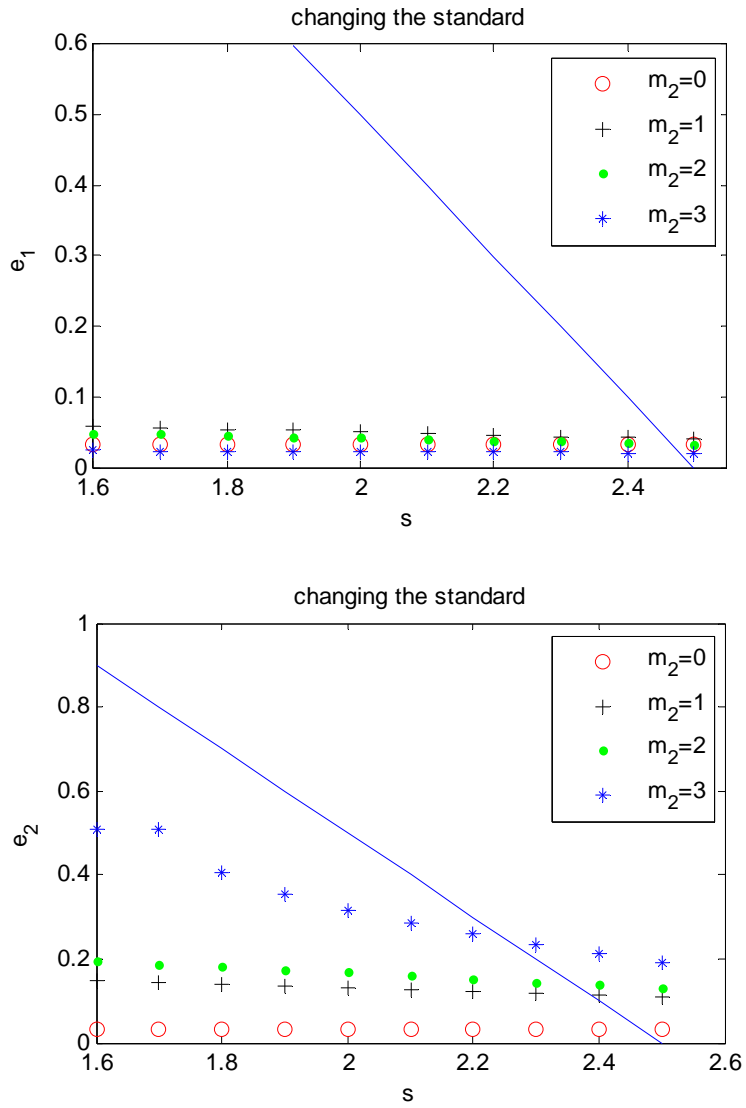 changing the standard
0.6
0.5
0.4
0.3
0.2
0.1
0
e1
m2=0
m2=1
m2=2
m2=3
1.6 1.8 2 2.2 2.4
s
changing the standard
1
0.8
0.6
0.4
0.2
0
e2
m2=0
m2=1
m2=2
m2=3
1.6 1.8 2 2.2 2.4 2.6
s